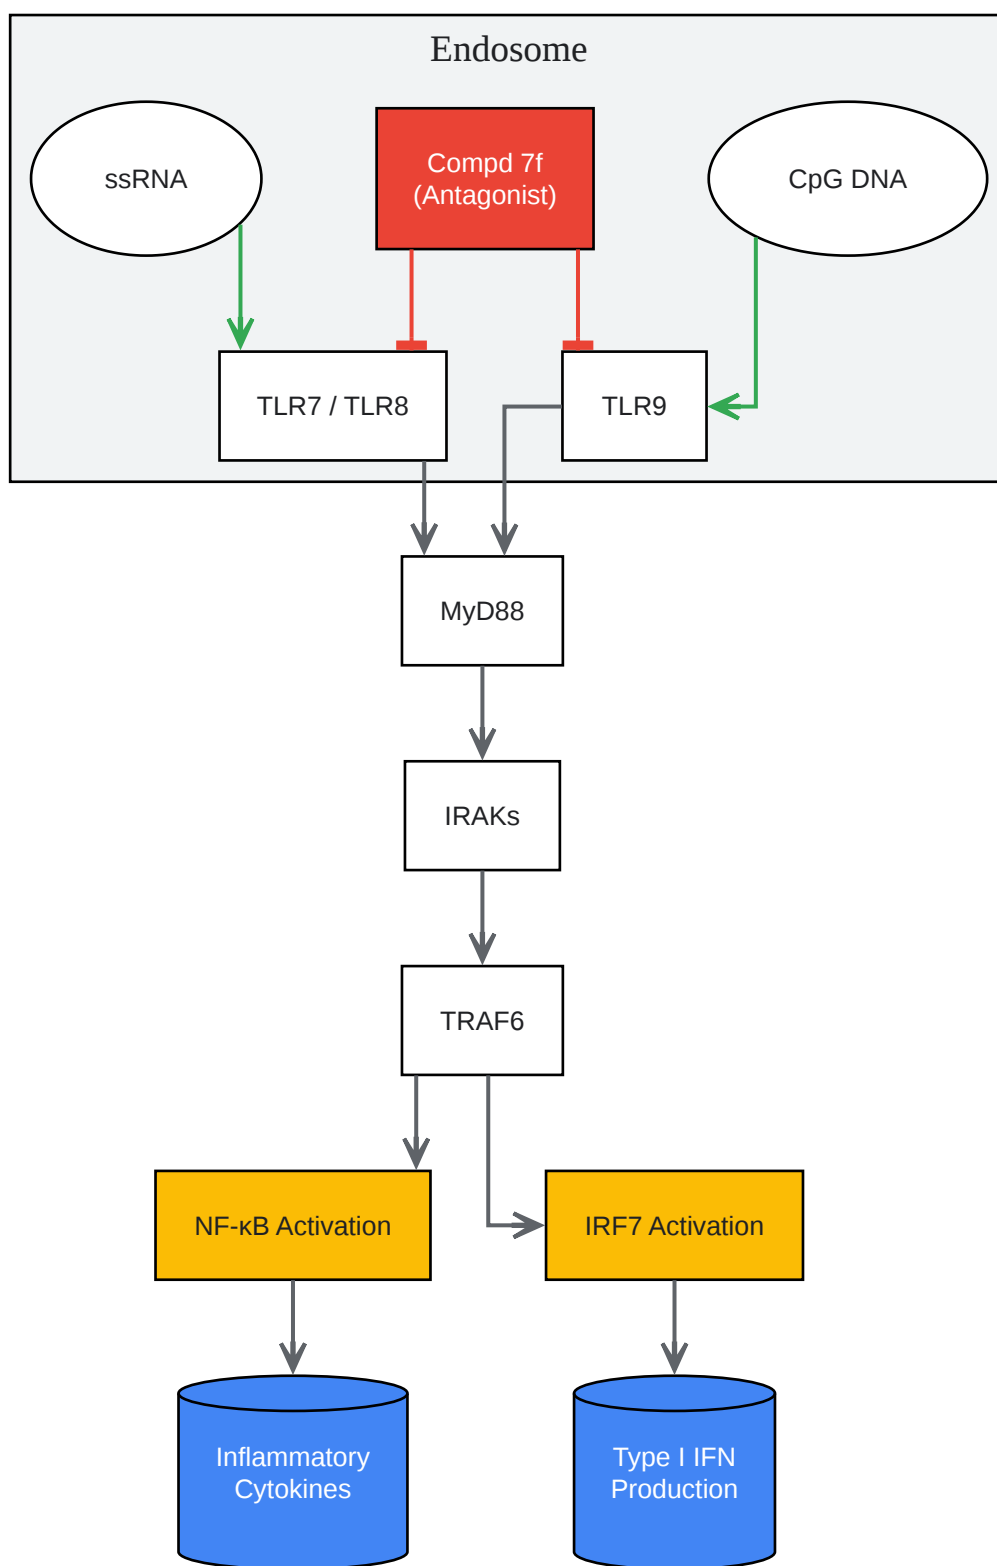 Endosome
ssRNA
Compd 7f
(Antagonist)
CpG DNA
TLR7 / TLR8
TLR9
MyD88
IRAKs
TRAF6
NF-κB Activation
IRF7 Activation
Inflammatory
Cytokines
Type I IFN
Production